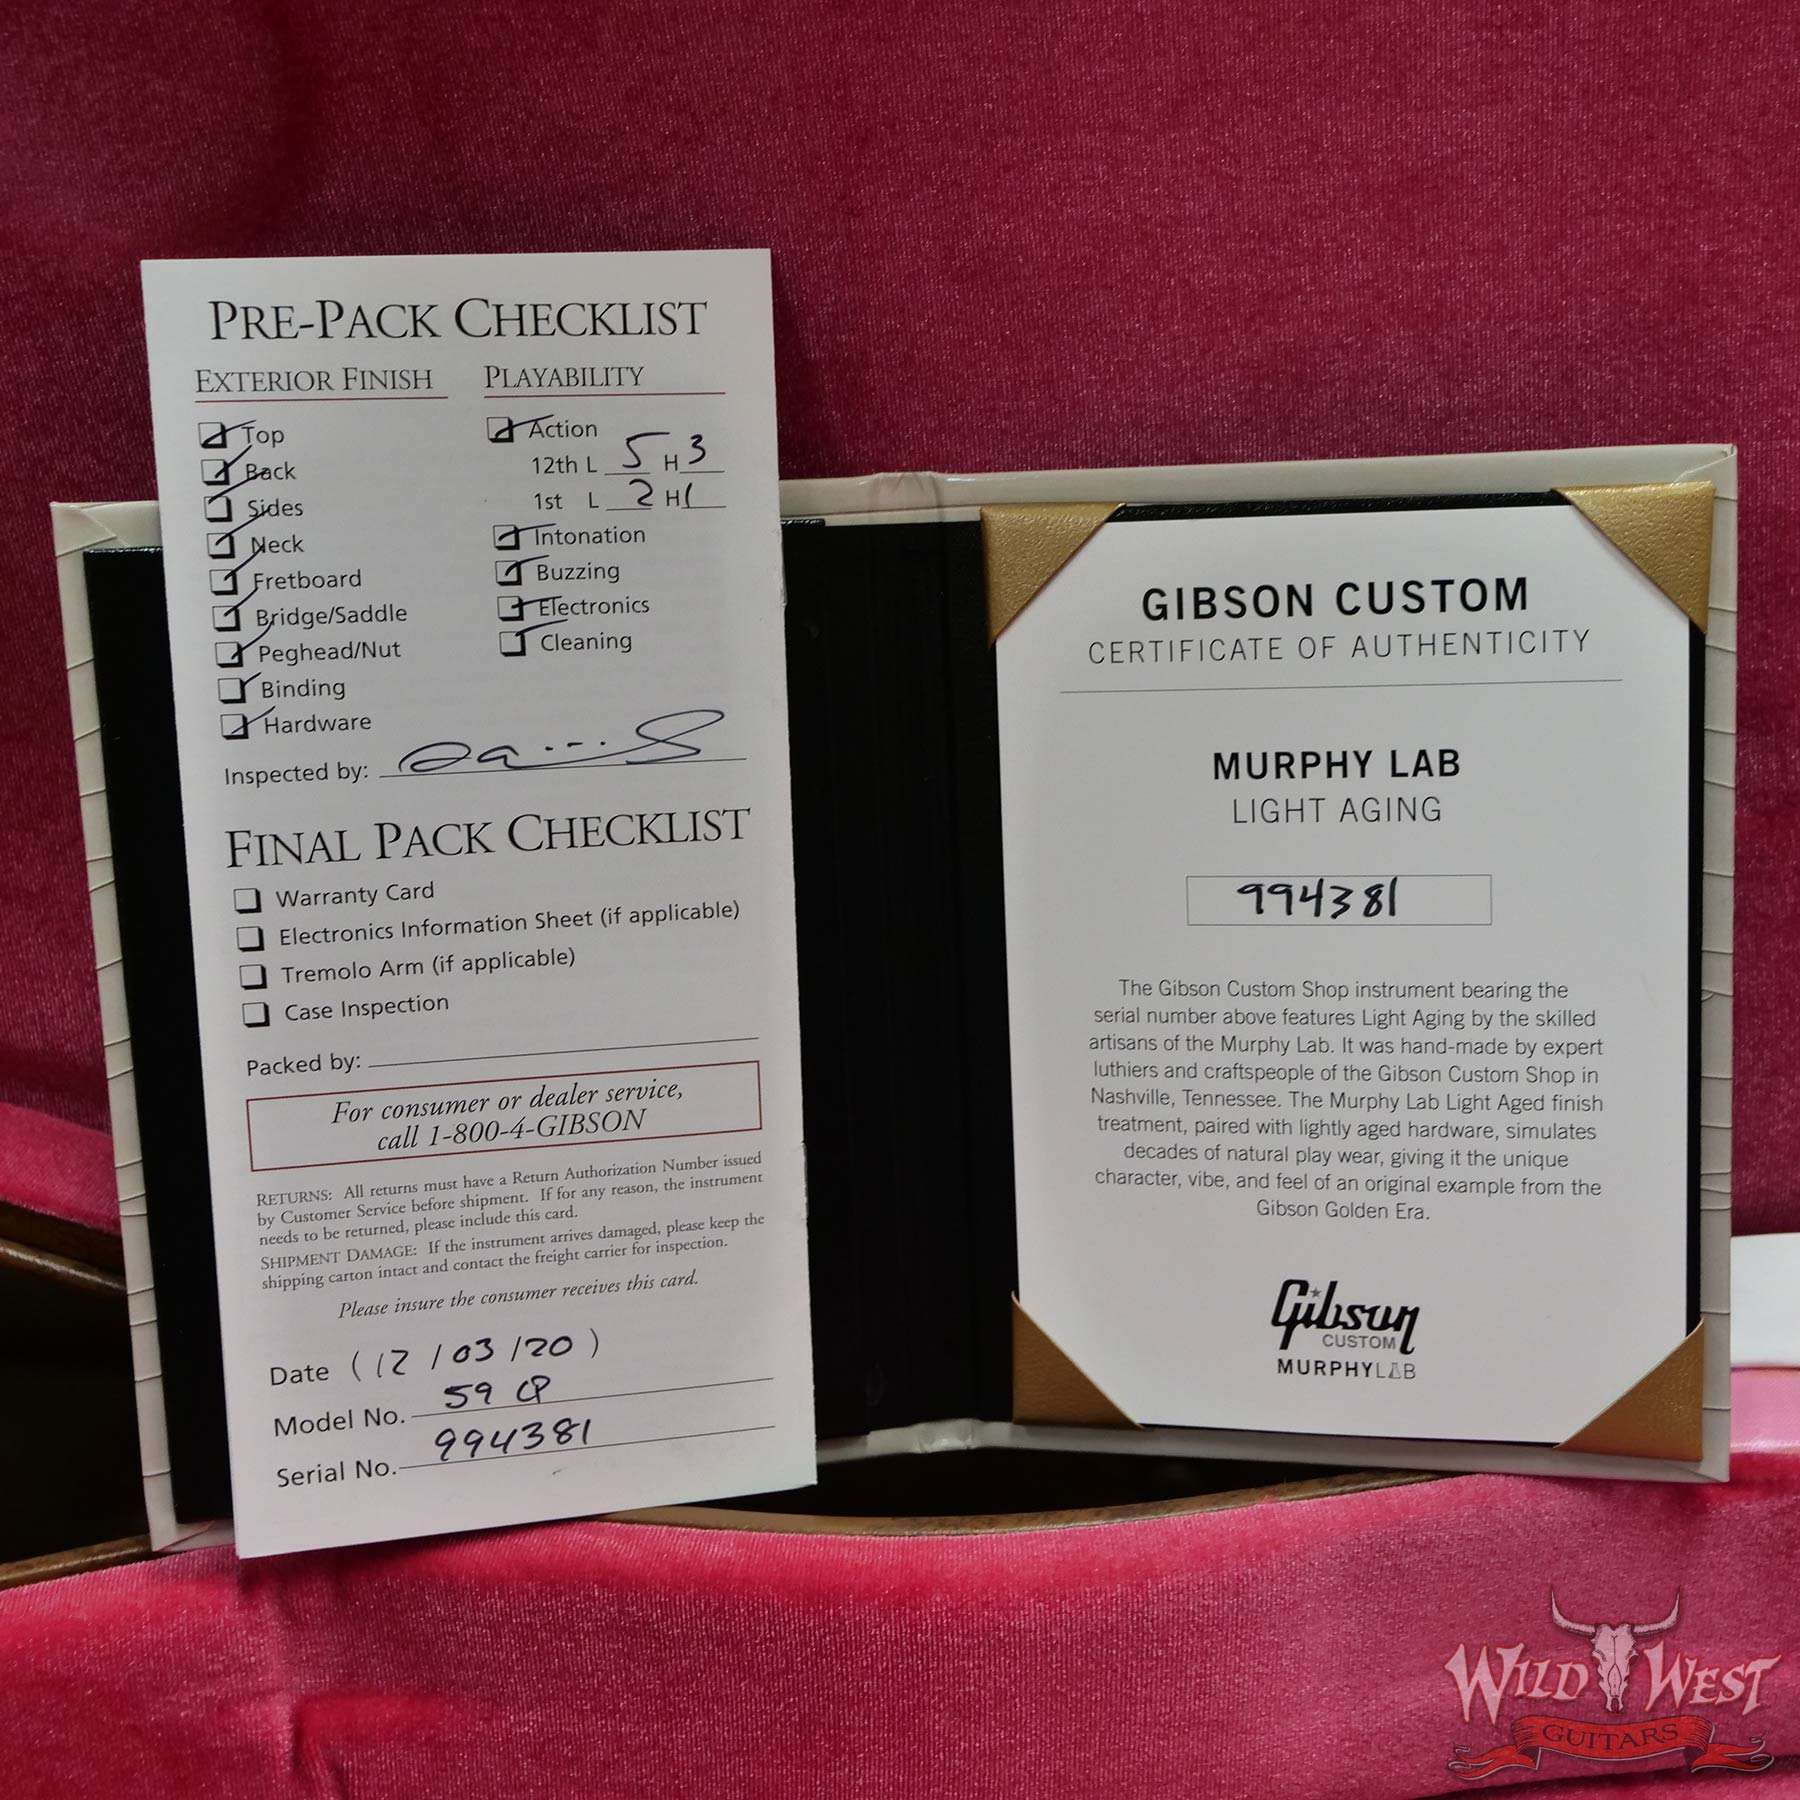 PRE-PACK CHECKLIST
EXTERIOR FINISH
Top
Back
Sides
Neck
Fretboard
Bridge/Saddle
Peghead/Nut
Binding
Hardware
PLAYABILITY
Action
12th L 5 H 3
1st L 2 H 1
Intonation
Buzzing
Electronics
Cleaning
Inspected by:
FINAL PACK CHECKLIST
Warranty Card
Electronics Information Sheet (if applicable)
Tremolo Arm (if applicable)
Case Inspection
Packed by:
For consumer or dealer service,
call 1-800-4-GIBSON
RETURNS: All returns must have a Return Authorization Number issued
by Customer Service before shipment. If for any reason, the instrument
needs to be returned, please include this card.
SHIPMENT DAMAGE: If the instrument arrives damaged, please keep the
shipping carton intact and contact the freight carrier for inspection.
Please insure the consumer receives this card.
Date (12/03/20)
Model No. 59 CP
Serial No. 994381
GIBSON CUSTOM
CERTIFICATE OF AUTHENTICITY
MURPHY LAB
LIGHT AGING
994381
The Gibson Custom Shop instrument bearing the
serial number above features Light Aging by the skilled
artisans of the Murphy Lab. It was hand-made by expert
luthiers and craftspeople of the Gibson Custom Shop in
Nashville, Tennessee. The Murphy Lab Light Aged finish
treatment, paired with lightly aged hardware, simulates
decades of natural play wear, giving it the unique
character, vibe, and feel of an original example from the
Gibson Golden Era.
Gibson
CUSTOM
MURPHYLAB
WILD WEST
GUITARS